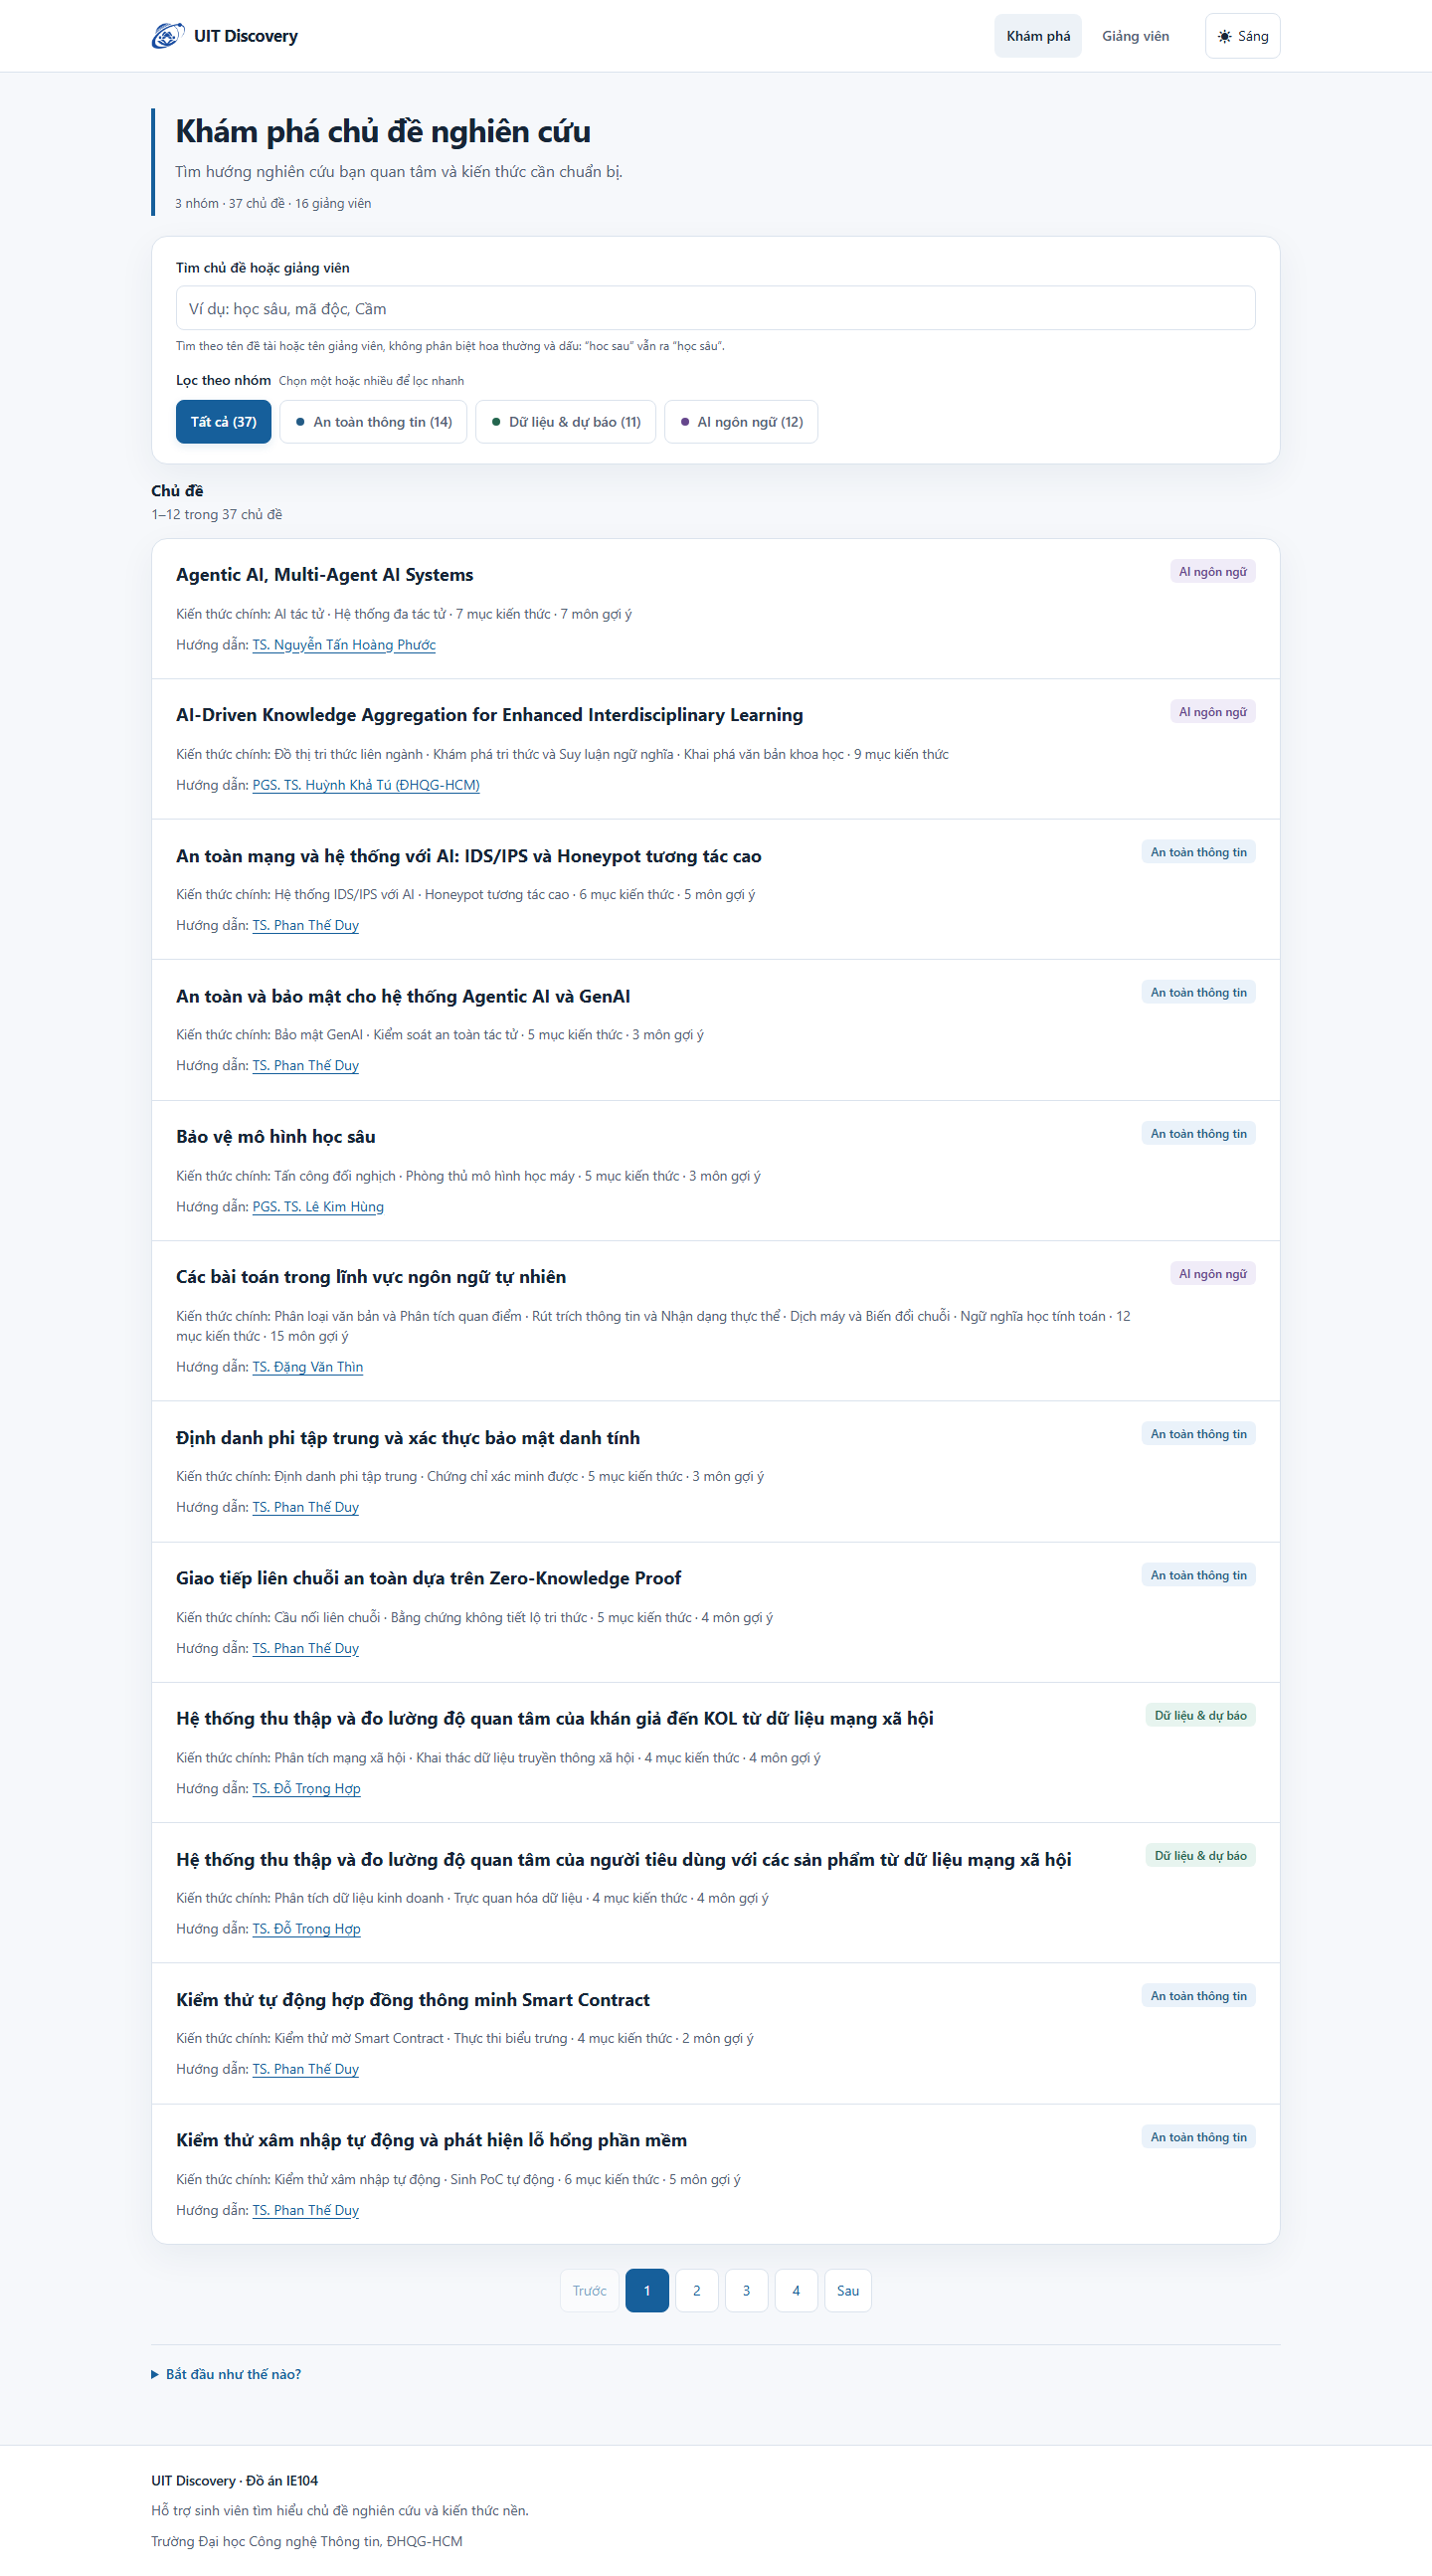 UIT Discovery
Khám phá
Giảng viên
Sáng
Khám phá chủ đề nghiên cứu
Tìm hướng nghiên cứu bạn quan tâm và kiến thức cần chuẩn bị.
3 nhóm · 37 chủ đề · 16 giảng viên
Tìm chủ đề hoặc giảng viên
Ví dụ: học sâu, mã độc, Cầm
Tìm theo tên đề tài hoặc tên giảng viên, không phân biệt hoa thường và dấu: “hoc sau” vẫn ra “học sâu”.
Lọc theo nhóm Chọn một hoặc nhiều để lọc nhanh
Tất cả (37)
An toàn thông tin (14)
Dữ liệu & dự báo (11)
AI ngôn ngữ (12)
Chủ đề
1–12 trong 37 chủ đề
Agentic AI, Multi-Agent AI Systems
AI ngôn ngữ
Kiến thức chính: AI tác tử · Hệ thống đa tác tử · 7 mục kiến thức · 7 môn gợi ý
Hướng dẫn: TS. Nguyễn Tấn Hoàng Phước
AI-Driven Knowledge Aggregation for Enhanced Interdisciplinary Learning
AI ngôn ngữ
Kiến thức chính: Đồ thị tri thức liên ngành · Khám phá tri thức và Suy luận ngữ nghĩa · Khai phá văn bản khoa học · 9 mục kiến thức
Hướng dẫn: PGS. TS. Huỳnh Khả Tú (ĐHQG-HCM)
An toàn mạng và hệ thống với AI: IDS/IPS và Honeypot tương tác cao
An toàn thông tin
Kiến thức chính: Hệ thống IDS/IPS với AI · Honeypot tương tác cao · 6 mục kiến thức · 5 môn gợi ý
Hướng dẫn: TS. Phan Thế Duy
An toàn và bảo mật cho hệ thống Agentic AI và GenAI
An toàn thông tin
Kiến thức chính: Bảo mật GenAI · Kiểm soát an toàn tác tử · 5 mục kiến thức · 3 môn gợi ý
Hướng dẫn: TS. Phan Thế Duy
Bảo vệ mô hình học sâu
An toàn thông tin
Kiến thức chính: Tấn công đối nghịch · Phòng thủ mô hình học máy · 5 mục kiến thức · 3 môn gợi ý
Hướng dẫn: PGS. TS. Lê Kim Hùng
Các bài toán trong lĩnh vực ngôn ngữ tự nhiên
AI ngôn ngữ
Kiến thức chính: Phân loại văn bản và Phân tích quan điểm · Rút trích thông tin và Nhận dạng thực thể · Dịch máy và Biến đổi chuỗi · Ngữ nghĩa học tính toán · 12
mục kiến thức · 15 môn gợi ý
Hướng dẫn: TS. Đặng Văn Thìn
Định danh phi tập trung và xác thực bảo mật danh tính
An toàn thông tin
Kiến thức chính: Định danh phi tập trung · Chứng chỉ xác minh được · 5 mục kiến thức · 3 môn gợi ý
Hướng dẫn: TS. Phan Thế Duy
Giao tiếp liên chuỗi an toàn dựa trên Zero-Knowledge Proof
An toàn thông tin
Kiến thức chính: Cầu nối liên chuỗi · Bằng chứng không tiết lộ tri thức · 5 mục kiến thức · 4 môn gợi ý
Hướng dẫn: TS. Phan Thế Duy
Hệ thống thu thập và đo lường độ quan tâm của khán giả đến KOL từ dữ liệu mạng xã hội
Dữ liệu & dự báo
Kiến thức chính: Phân tích mạng xã hội · Khai thác dữ liệu truyền thông xã hội · 4 mục kiến thức · 4 môn gợi ý
Hướng dẫn: TS. Đỗ Trọng Hợp
Hệ thống thu thập và đo lường độ quan tâm của người tiêu dùng với các sản phẩm từ dữ liệu mạng xã hội
Dữ liệu & dự báo
Kiến thức chính: Phân tích dữ liệu kinh doanh · Trực quan hóa dữ liệu · 4 mục kiến thức · 4 môn gợi ý
Hướng dẫn: TS. Đỗ Trọng Hợp
Kiểm thử tự động hợp đồng thông minh Smart Contract
An toàn thông tin
Kiến thức chính: Kiểm thử mờ Smart Contract · Thực thi biểu trưng · 4 mục kiến thức · 2 môn gợi ý
Hướng dẫn: TS. Phan Thế Duy
Kiểm thử xâm nhập tự động và phát hiện lỗ hổng phần mềm
An toàn thông tin
Kiến thức chính: Kiểm thử xâm nhập tự động · Sinh PoC tự động · 6 mục kiến thức · 5 môn gợi ý
Hướng dẫn: TS. Phan Thế Duy
Trước 1 2 3 4 Sau
Bắt đầu như thế nào?
UIT Discovery · Đồ án IE104
Hỗ trợ sinh viên tìm hiểu chủ đề nghiên cứu và kiến thức nền.
Trường Đại học Công nghệ Thông tin, ĐHQG-HCM